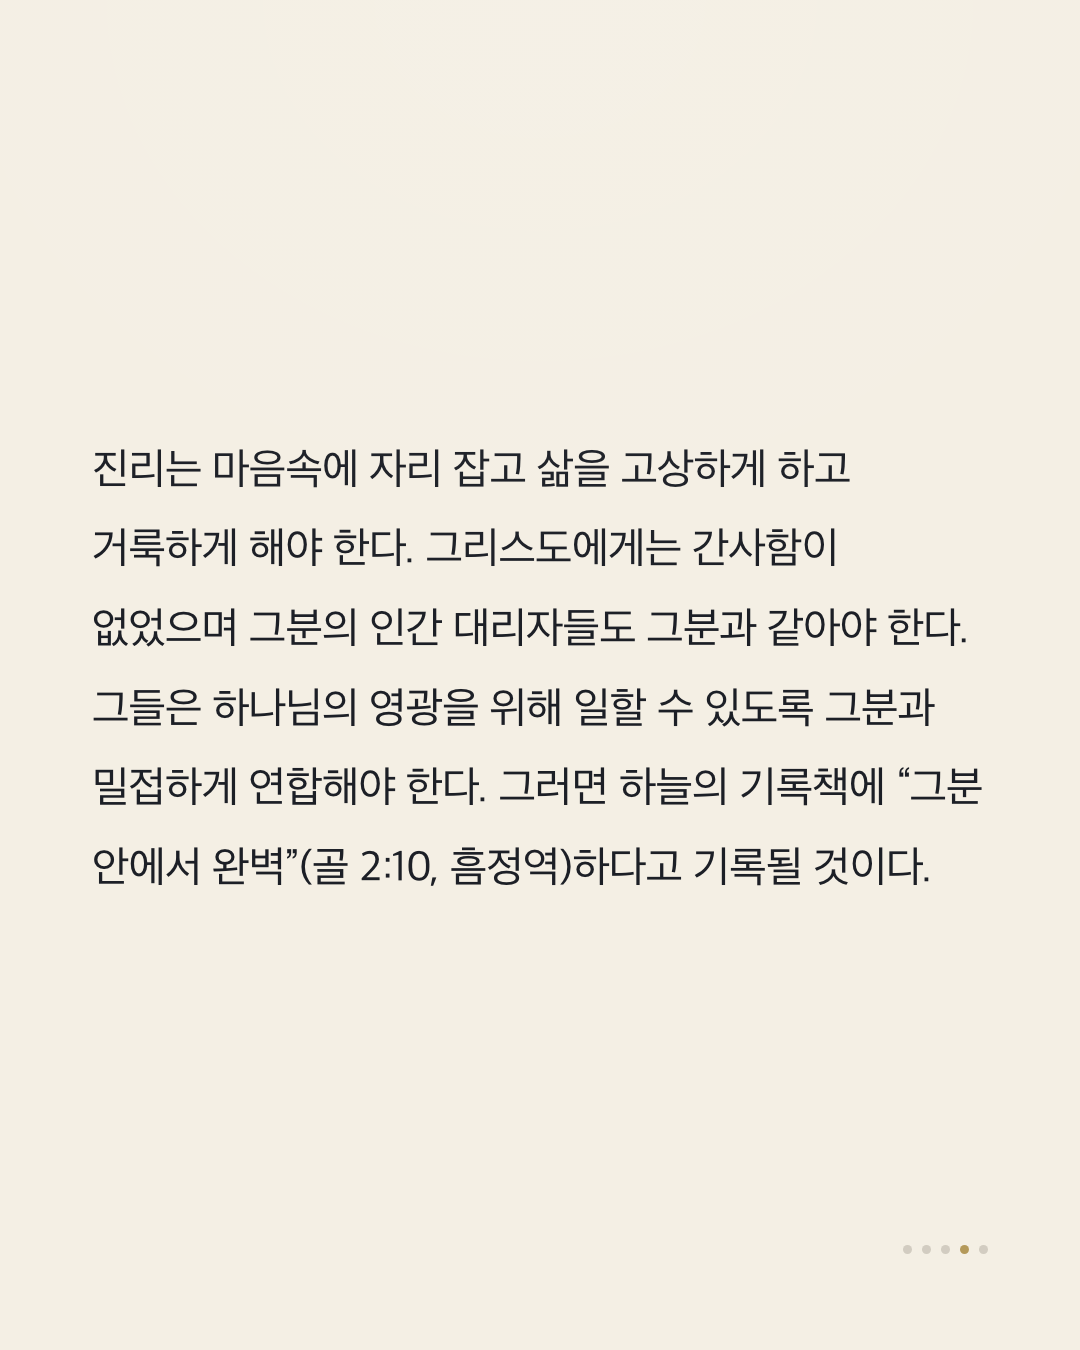 진리는 마음속에 자리 잡고 삶을 고상하게 하고
거룩하게 해야 한다. 그리스도에게는 간사함이
없었으며 그분의 인간 대리자들도 그분과 같아야 한다.
그들은 하나님의 영광을 위해 일할 수 있도록 그분과
밀접하게 연합해야 한다. 그러면 하늘의 기록책에 “그분
안에서 완벽”(골 2:10, 흠정역)하다고 기록될 것이다.